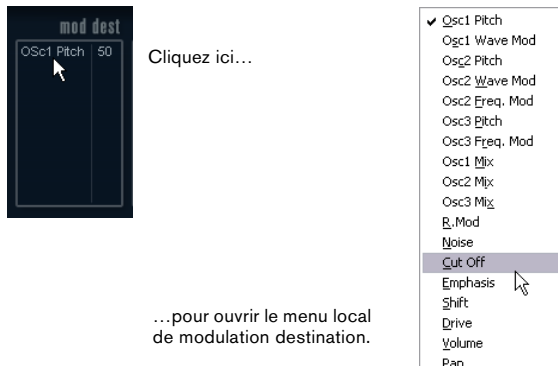 mod dest
OSc1 Pitch 50
Cliquez ici…
…pour ouvrir le menu local
de modulation destination.
Osc1 Pitch
Osc1 Wave Mod
Osc2 Pitch
Osc2 Wave Mod
Osc2 Freq. Mod
Osc3 Pitch
Osc3 Freq. Mod
Osc1 Mix
Osc2 Mix
Osc3 Mix
R.Mod
Noise
Cut Off
Emphasis
Shift
Drive
Volume
Pan